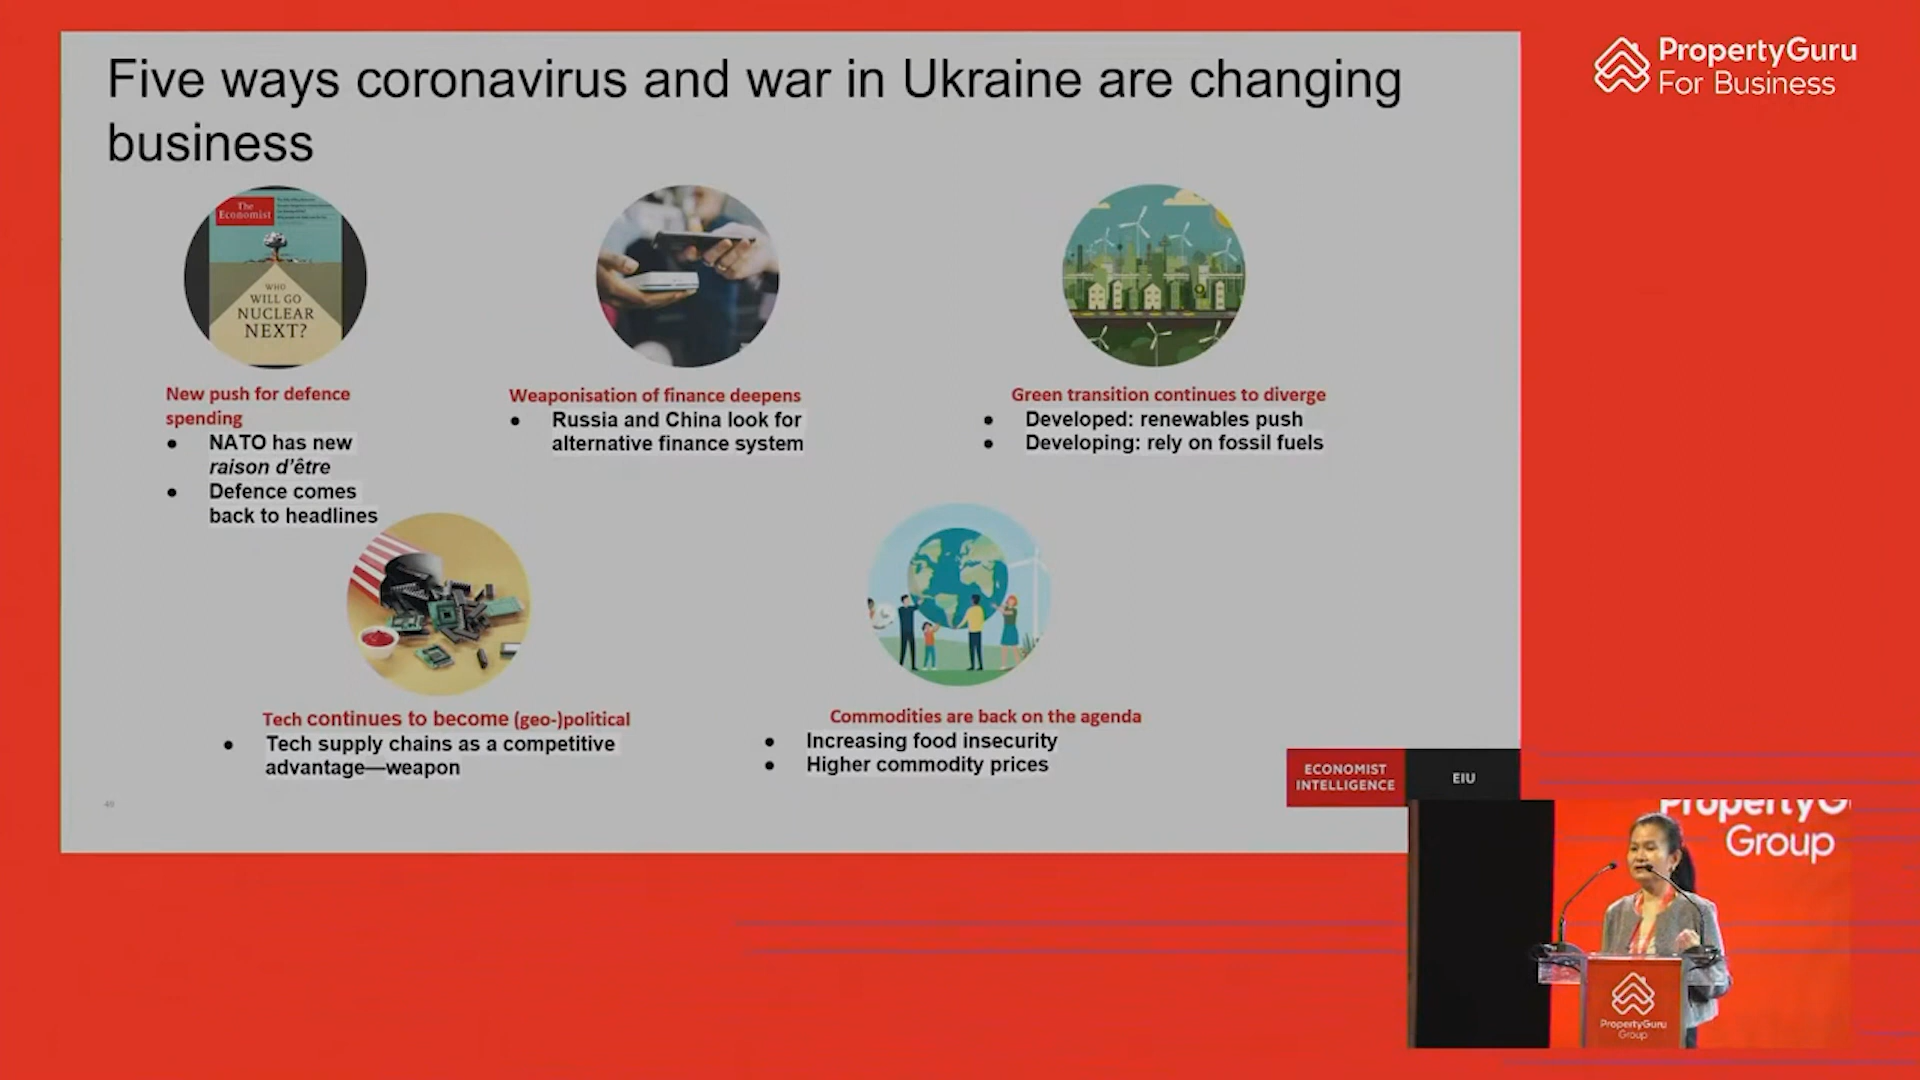 Five ways coronavirus and war in Ukraine are changing
business
PropertyGuru
For Business
The
Economist
WHO
WILL GO
NUCLEAR
NEXT?
New push for defence
spending
• NATO has new
raison d'être
• Defence comes
back to headlines
Weaponisation of finance deepens
• Russia and China look for
alternative finance system
Green transition continues to diverge
• Developed: renewables push
• Developing: rely on fossil fuels
Tech continues to become (geo-)political
• Tech supply chains as a competitive
advantage—weapon
Commodities are back on the agenda
• Increasing food insecurity
• Higher commodity prices
ECONOMIST
INTELLIGENCE
EIU
Group
PropertyGuru
Group